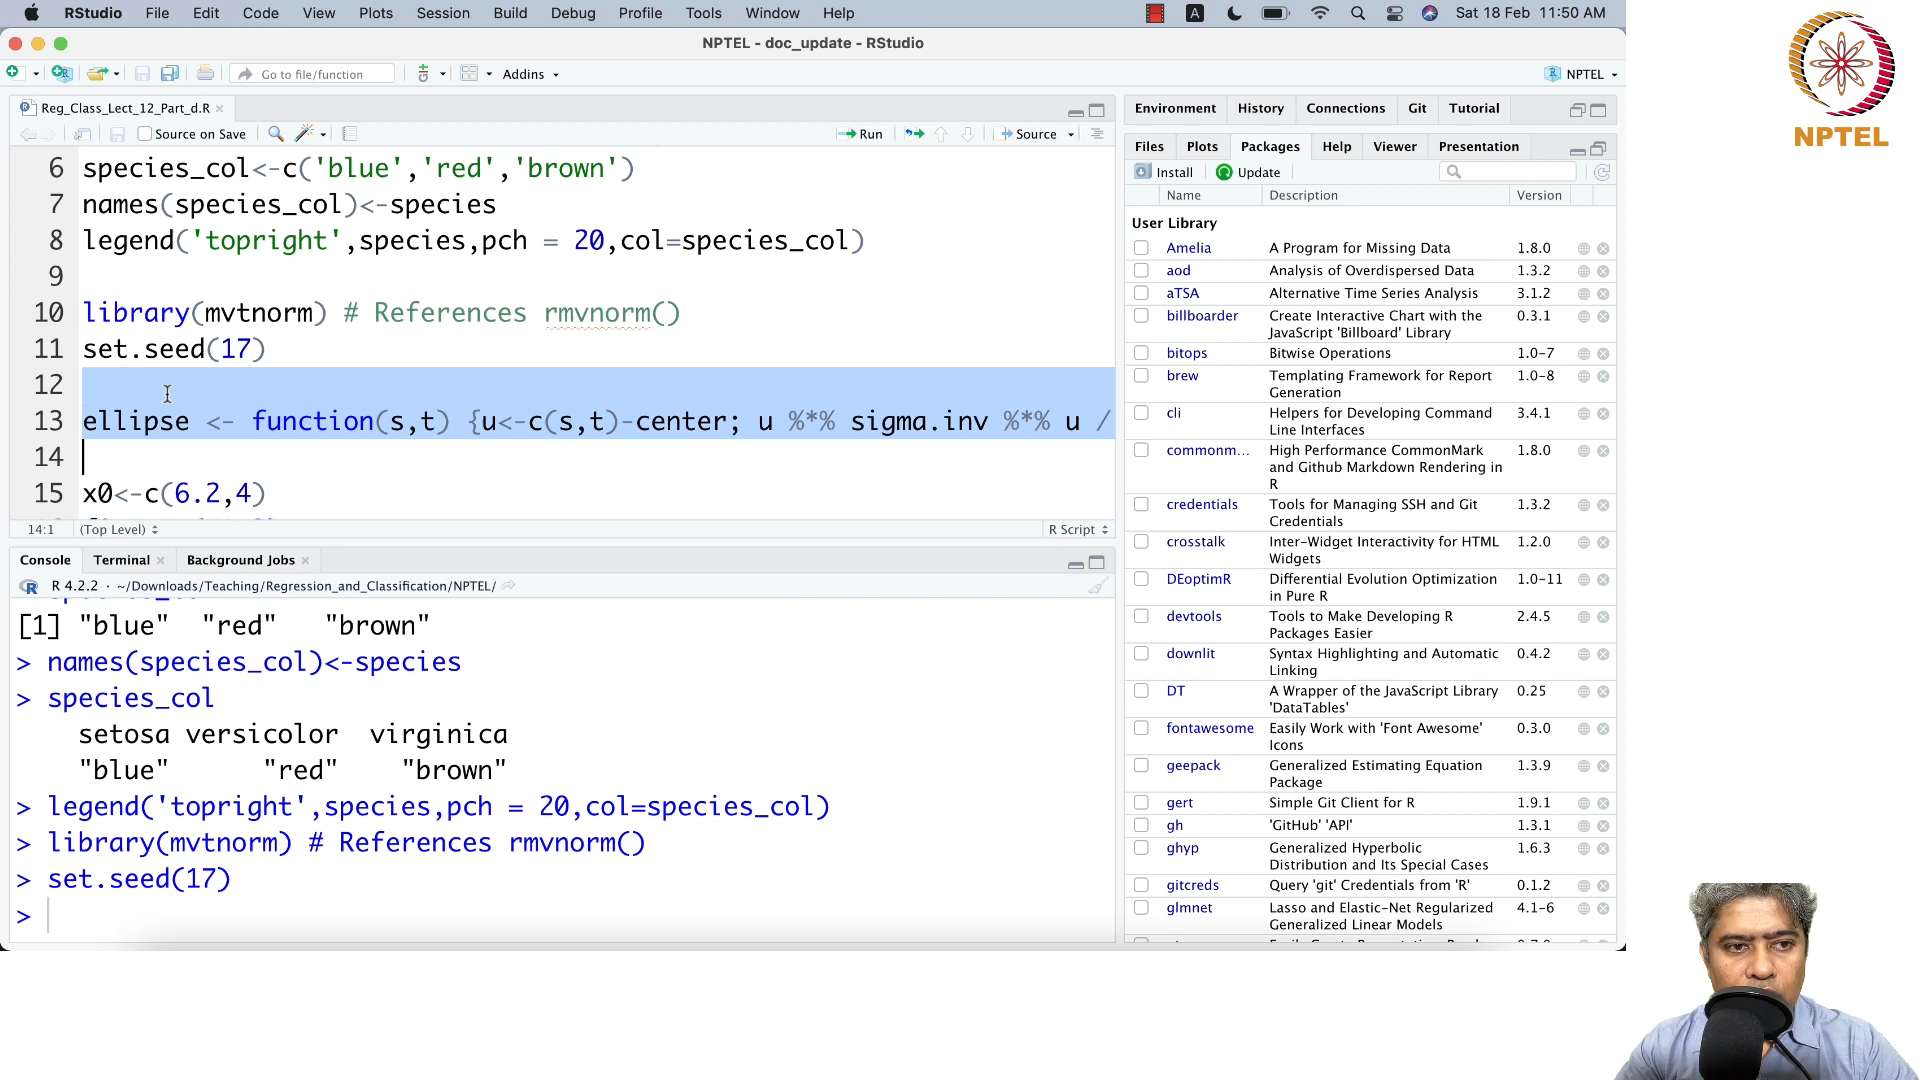 RStudio File Edit Code View Plots Session Build Debug Profile Tools Window Help A Sat 18 Feb 11:50 AM
NPTEL - doc_update - RStudio
Go to file/function Addins NPTEL
Reg_Class_Lect_12_Part_d.R
Source on Save Run Source
6 species_col<-c('blue','red','brown')
7 names(species_col)<-species
8 legend('topright',species,pch = 20,col=species_col)
9
10 library(mvtnorm) # References rmvnorm()
11 set.seed(17)
12
13 ellipse <- function(s,t) {u<-c(s,t)-center; u %*% sigma.inv %*% u /
14
15 x0<-c(6.2,4)
14:1 (Top Level) R Script
Console Terminal Background Jobs
R 4.2.2 · ~/Downloads/Teaching/Regression_and_Classification/NPTEL/
[1] "blue" "red" "brown"
> names(species_col)<-species
> species_col
setosa versicolor virginica
"blue" "red" "brown"
> legend('topright',species,pch = 20,col=species_col)
> library(mvtnorm) # References rmvnorm()
> set.seed(17)
>
Environment History Connections Git Tutorial
Files Plots Packages Help Viewer Presentation
Install Update
Name Description Version
User Library
Amelia A Program for Missing Data 1.8.0
aod Analysis of Overdispersed Data 1.3.2
aTSA Alternative Time Series Analysis 3.1.2
billboarder Create Interactive Chart with the 0.3.1
JavaScript 'Billboard' Library
bitops Bitwise Operations 1.0-7
brew Templating Framework for Report 1.0-8
Generation
cli Helpers for Developing Command 3.4.1
Line Interfaces
commonm... High Performance CommonMark 1.8.0
and Github Markdown Rendering in
R
credentials Tools for Managing SSH and Git 1.3.2
Credentials
crosstalk Inter-Widget Interactivity for HTML 1.2.0
Widgets
DEoptimR Differential Evolution Optimization 1.0-11
in Pure R
devtools Tools to Make Developing R 2.4.5
Packages Easier
downlit Syntax Highlighting and Automatic 0.4.2
Linking
DT A Wrapper of the JavaScript Library 0.25
'DataTables'
fontawesome Easily Work with 'Font Awesome' 0.3.0
Icons
geepack Generalized Estimating Equation 1.3.9
Package
gert Simple Git Client for R 1.9.1
gh 'GitHub' 'API' 1.3.1
ghyp Generalized Hyperbolic 1.6.3
Distribution and Its Special Cases
gitcreds Query 'git' Credentials from 'R' 0.1.2
glmnet Lasso and Elastic-Net Regularized 4.1-6
Generalized Linear Models
NPTEL